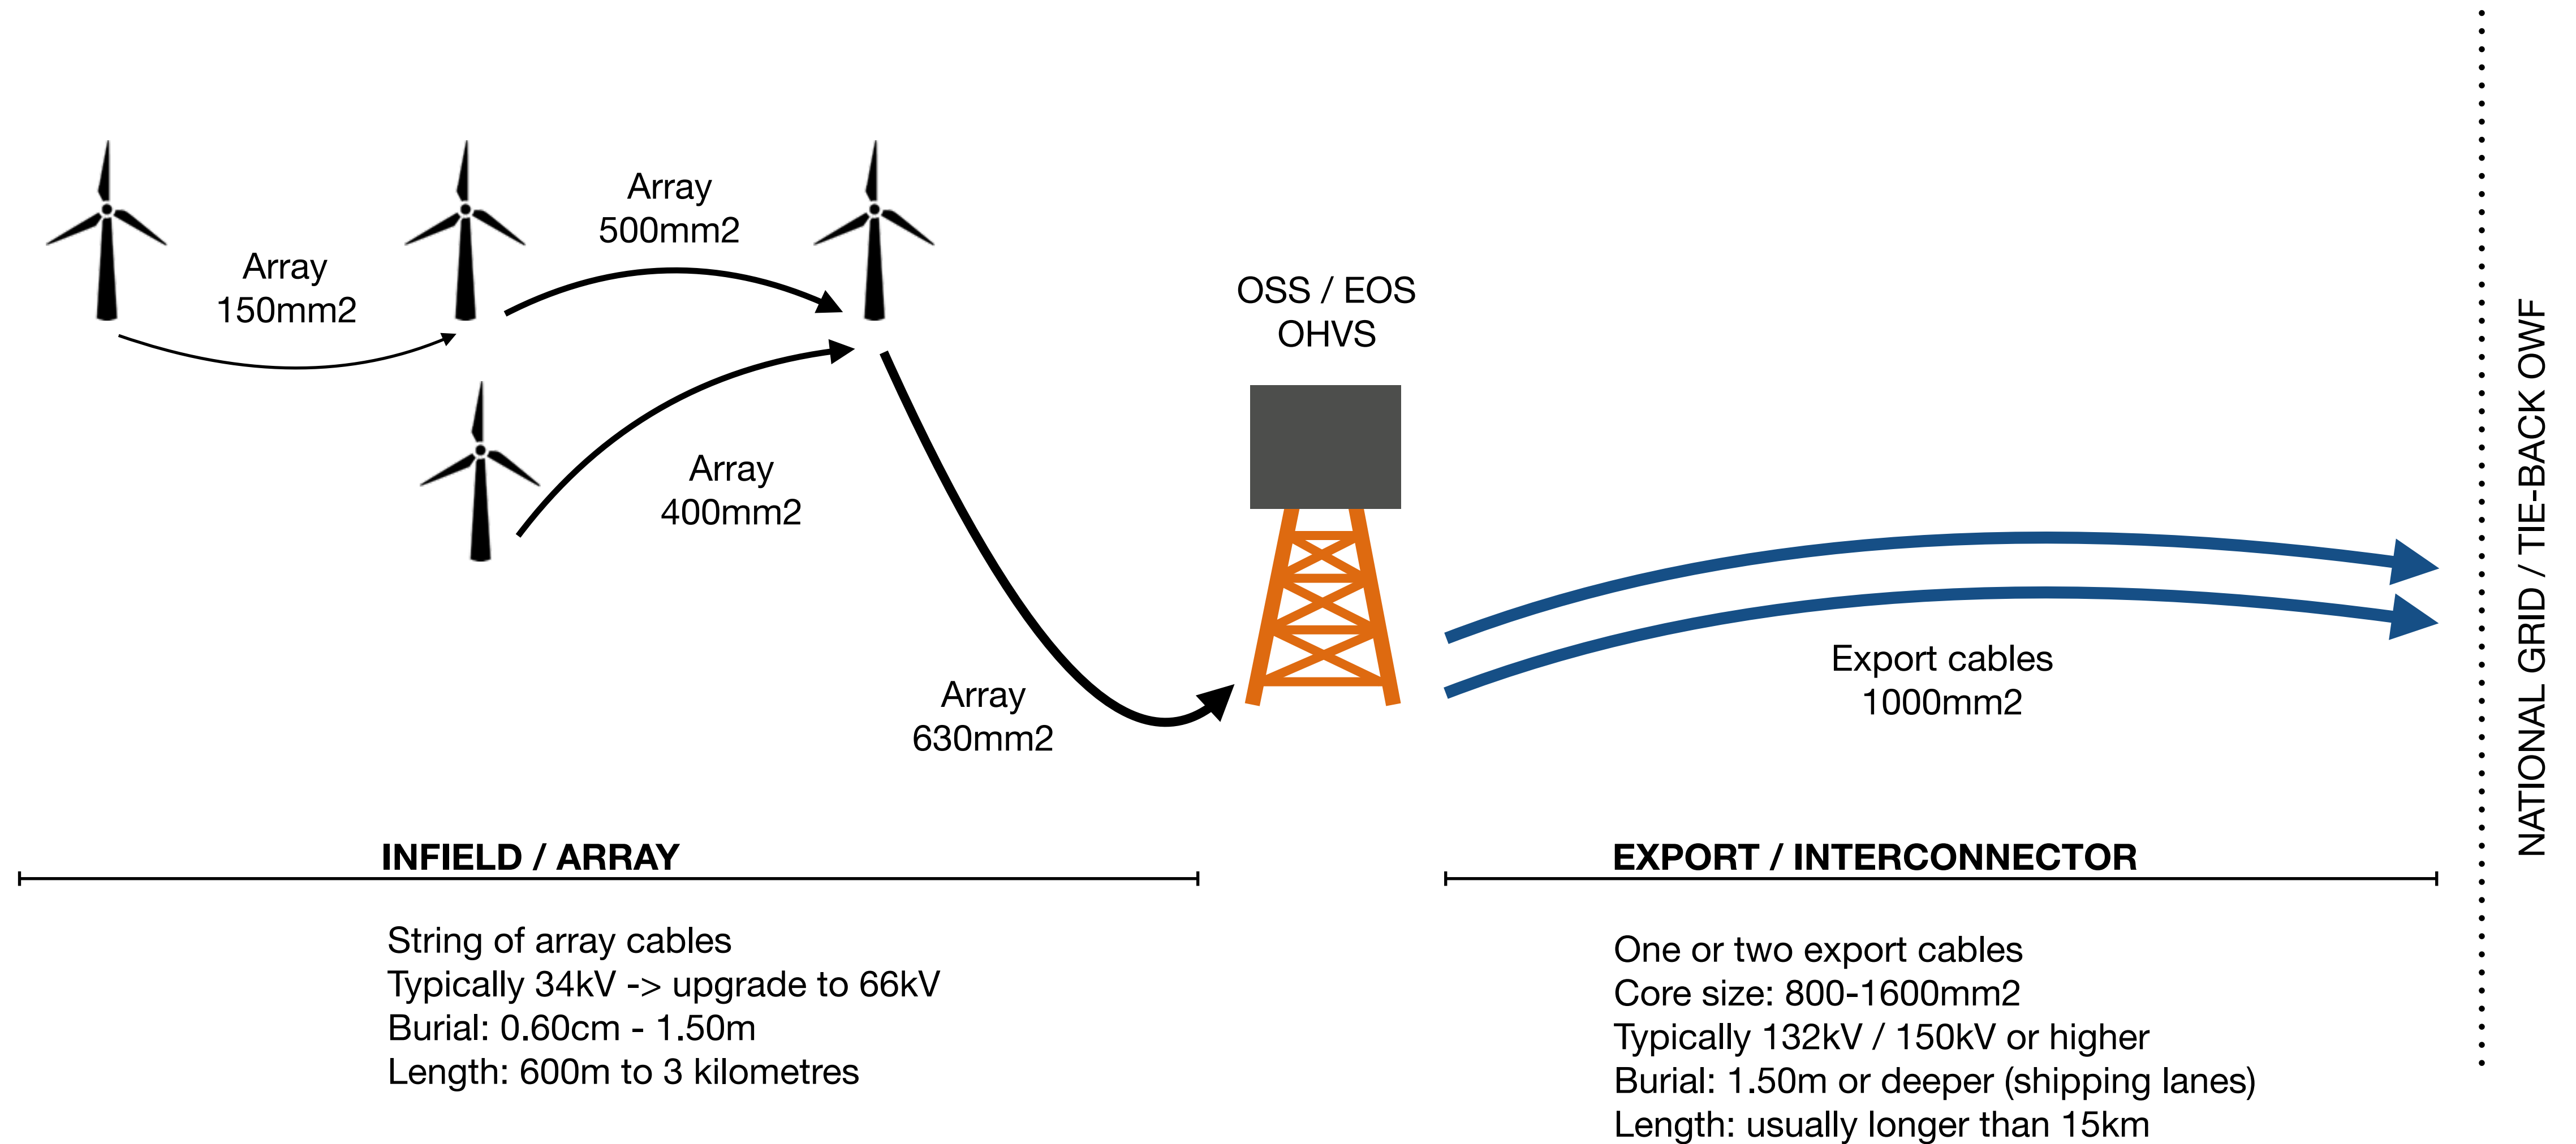 Array
150mm2
Array
500mm2
Array
400mm2
Array
630mm2
OSS / EOS
OHVS
Export cables
1000mm2
NATIONAL GRID / TIE-BACK OWF
INFIELD / ARRAY
String of array cables
Typically 34kV -> upgrade to 66kV
Burial: 0.60cm - 1.50m
Length: 600m to 3 kilometres
EXPORT / INTERCONNECTOR
One or two export cables
Core size: 800-1600mm2
Typically 132kV / 150kV or higher
Burial: 1.50m or deeper (shipping lanes)
Length: usually longer than 15km